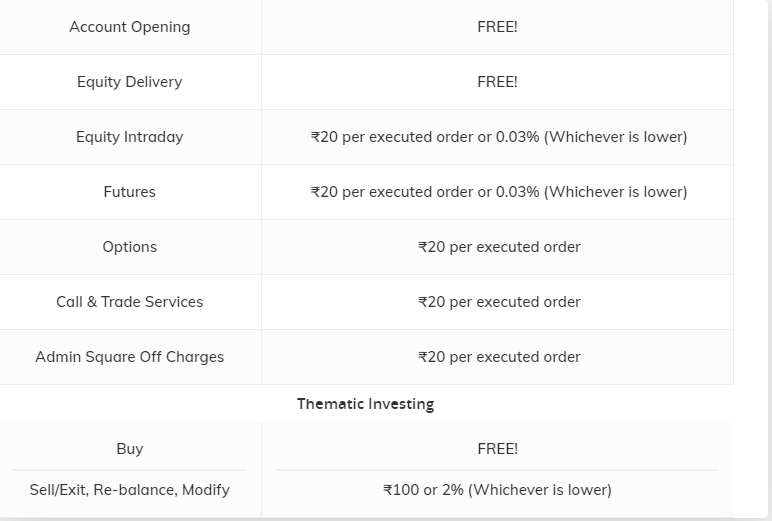 Account Opening FREE!
Equity Delivery FREE!
Equity Intraday ₹20 per executed order or 0.03% (Whichever is lower)
Futures ₹20 per executed order or 0.03% (Whichever is lower)
Options ₹20 per executed order
Call & Trade Services ₹20 per executed order
Admin Square Off Charges ₹20 per executed order
Thematic Investing
Buy FREE!
Sell/Exit, Re-balance, Modify ₹100 or 2% (Whichever is lower)